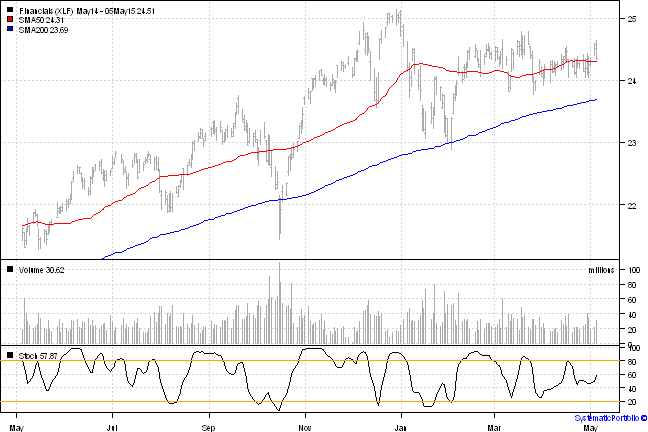 Financials (XLF) May14 - 05May15 24.51
SMA50 24.31
SMA200 23.69
25
24
23
22
Volume 30.62
millions
100
80
60
40
20
0
Stoch 57.87
100
80
60
40
20
May
Jul
Sep
Nov
Jan
Mar
May
SystematicPortfolio ©